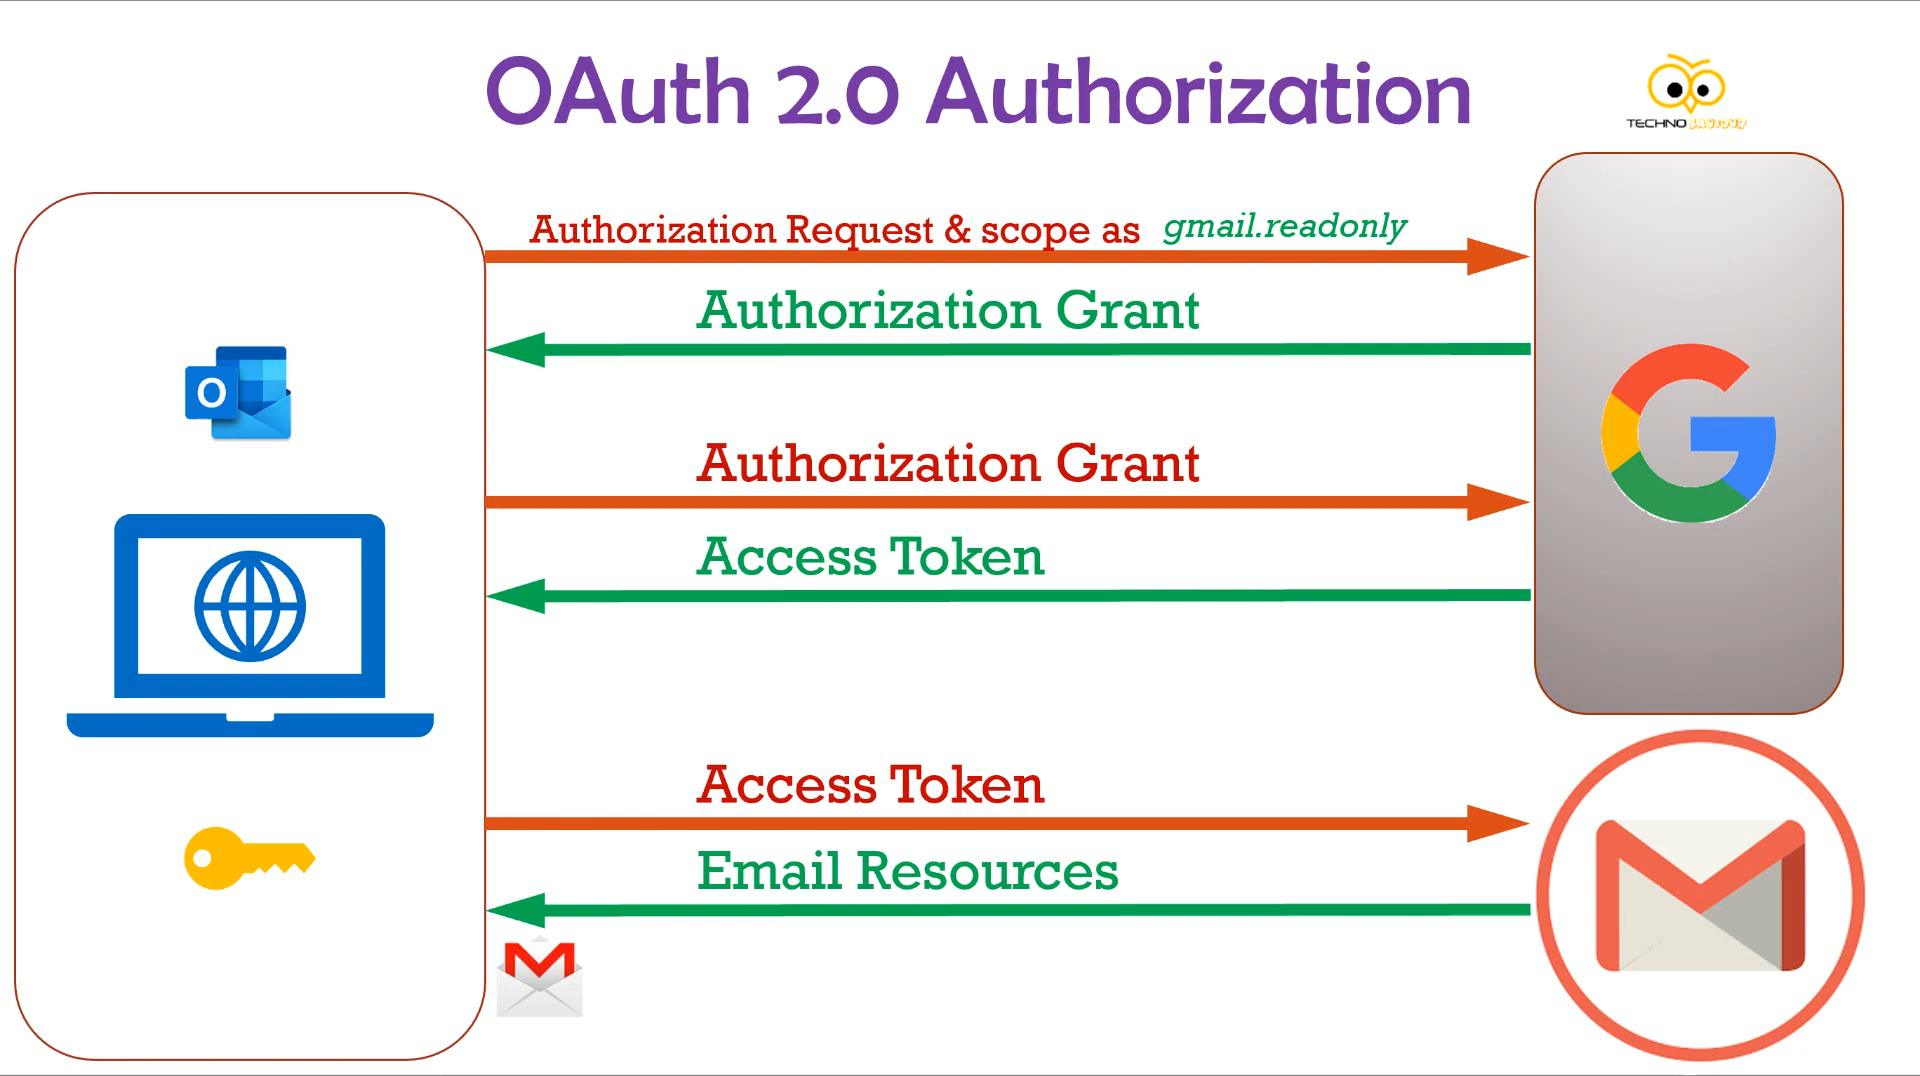 OAuth 2.0 Authorization
TECHNO SAVIOUR
Authorization Request & scope as gmail.readonly
Authorization Grant
O
Authorization Grant
Access Token
Access Token
Email Resources